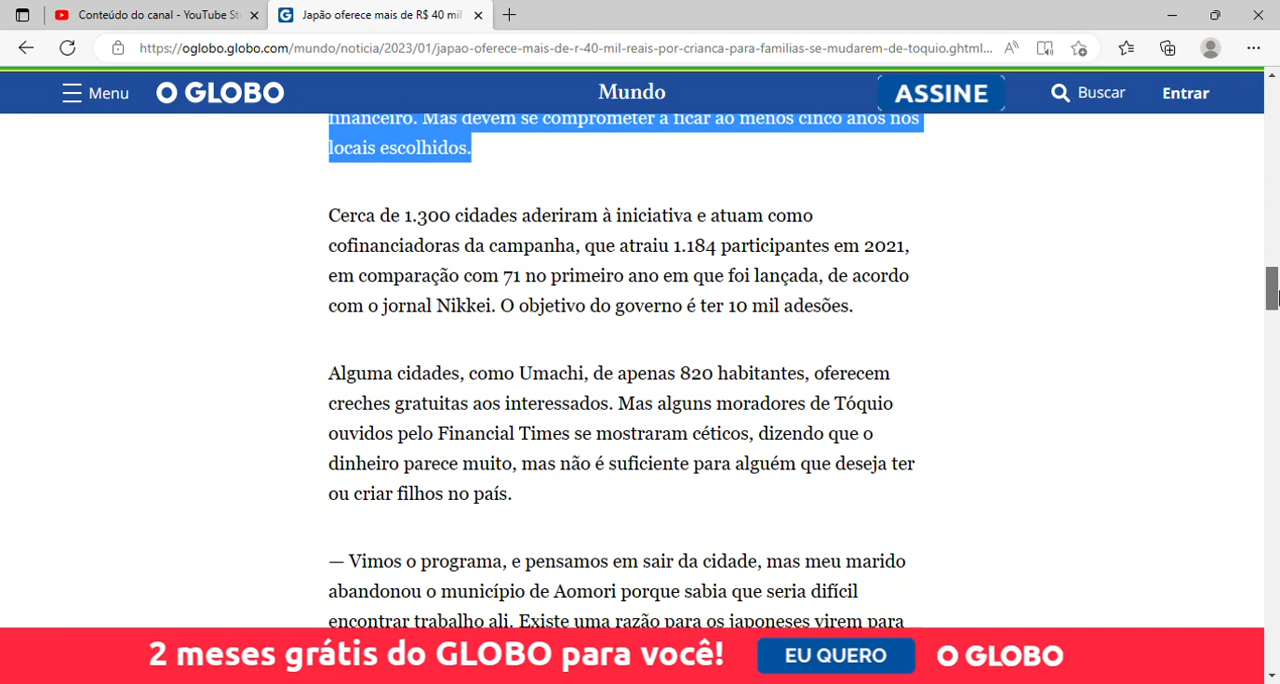 Conteúdo do canal - YouTube St
Japão oferece mais de R$ 40 mil
https://oglobo.globo.com/mundo/noticia/2023/01/japao-oferece-mais-de-r-40-mil-reais-por-crianca-para-familias-se-mudarem-de-toquio.ghtml...
Menu
O GLOBO
Mundo
ASSINE
Buscar
Entrar
financeiro. Mas devem se comprometer a ficar ao menos cinco anos nos
locais escolhidos.
Cerca de 1.300 cidades aderiram à iniciativa e atuam como
cofinanciadoras da campanha, que atraiu 1.184 participantes em 2021,
em comparação com 71 no primeiro ano em que foi lançada, de acordo
com o jornal Nikkei. O objetivo do governo é ter 10 mil adesões.
Alguma cidades, como Umachi, de apenas 820 habitantes, oferecem
creches gratuitas aos interessados. Mas alguns moradores de Tóquio
ouvidos pelo Financial Times se mostraram céticos, dizendo que o
dinheiro parece muito, mas não é suficiente para alguém que deseja ter
ou criar filhos no país.
— Vimos o programa, e pensamos em sair da cidade, mas meu marido
abandonou o município de Aomori porque sabia que seria difícil
encontrar trabalho ali. Existe uma razão para os japoneses virem para
2 meses grátis do GLOBO para você!
EU QUERO
O GLOBO